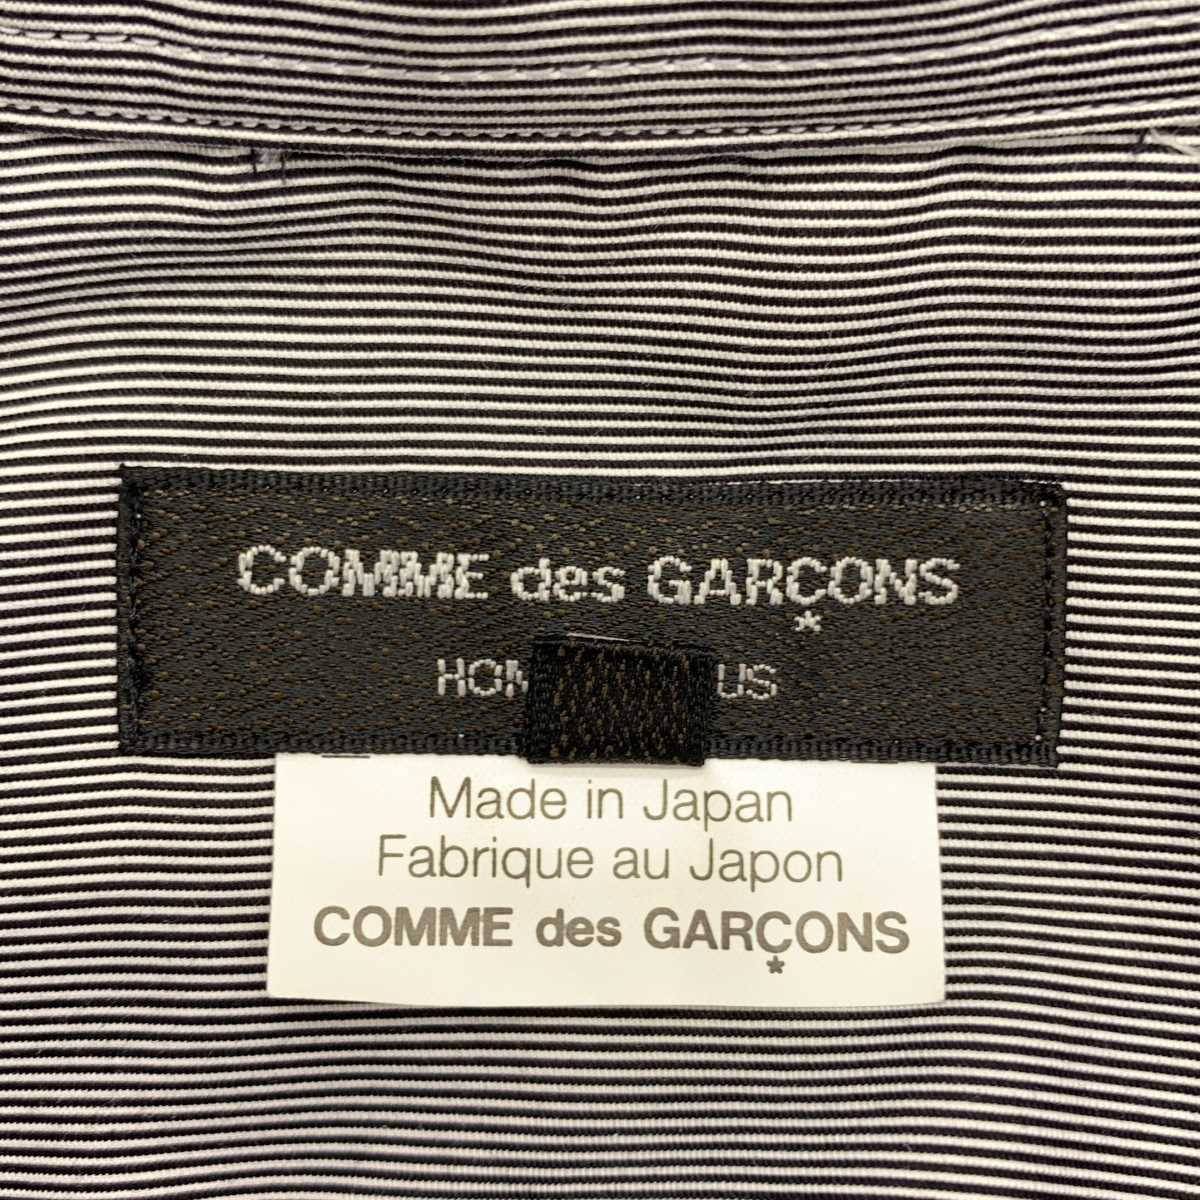 COMME des GARÇONS
*
HOM US
Made in Japan
Fabrique au Japon
COMME des GARÇONS
*